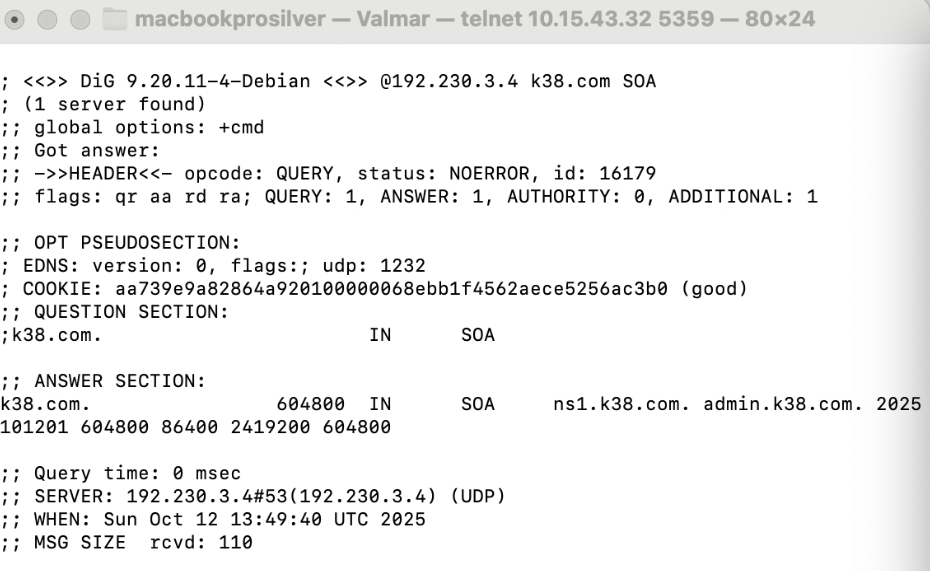 macbookprosilver — Valmar — telnet 10.15.43.32 5359 — 80×24
; <<>> DiG 9.20.11-4-Debian <<>> @192.230.3.4 k38.com SOA
; (1 server found)
;; global options: +cmd
;; Got answer:
;; ->>HEADER<<- opcode: QUERY, status: NOERROR, id: 16179
;; flags: qr aa rd ra; QUERY: 1, ANSWER: 1, AUTHORITY: 0, ADDITIONAL: 1
;; OPT PSEUDOSECTION:
; EDNS: version: 0, flags:; udp: 1232
; COOKIE: aa739e9a82864a920100000068ebb1f4562aece5256ac3b0 (good)
;; QUESTION SECTION:
;k38.com. IN SOA
;; ANSWER SECTION:
k38.com. 604800 IN SOA ns1.k38.com. admin.k38.com. 2025
101201 604800 86400 2419200 604800
;; Query time: 0 msec
;; SERVER: 192.230.3.4#53(192.230.3.4) (UDP)
;; WHEN: Sun Oct 12 13:49:40 UTC 2025
;; MSG SIZE rcvd: 110